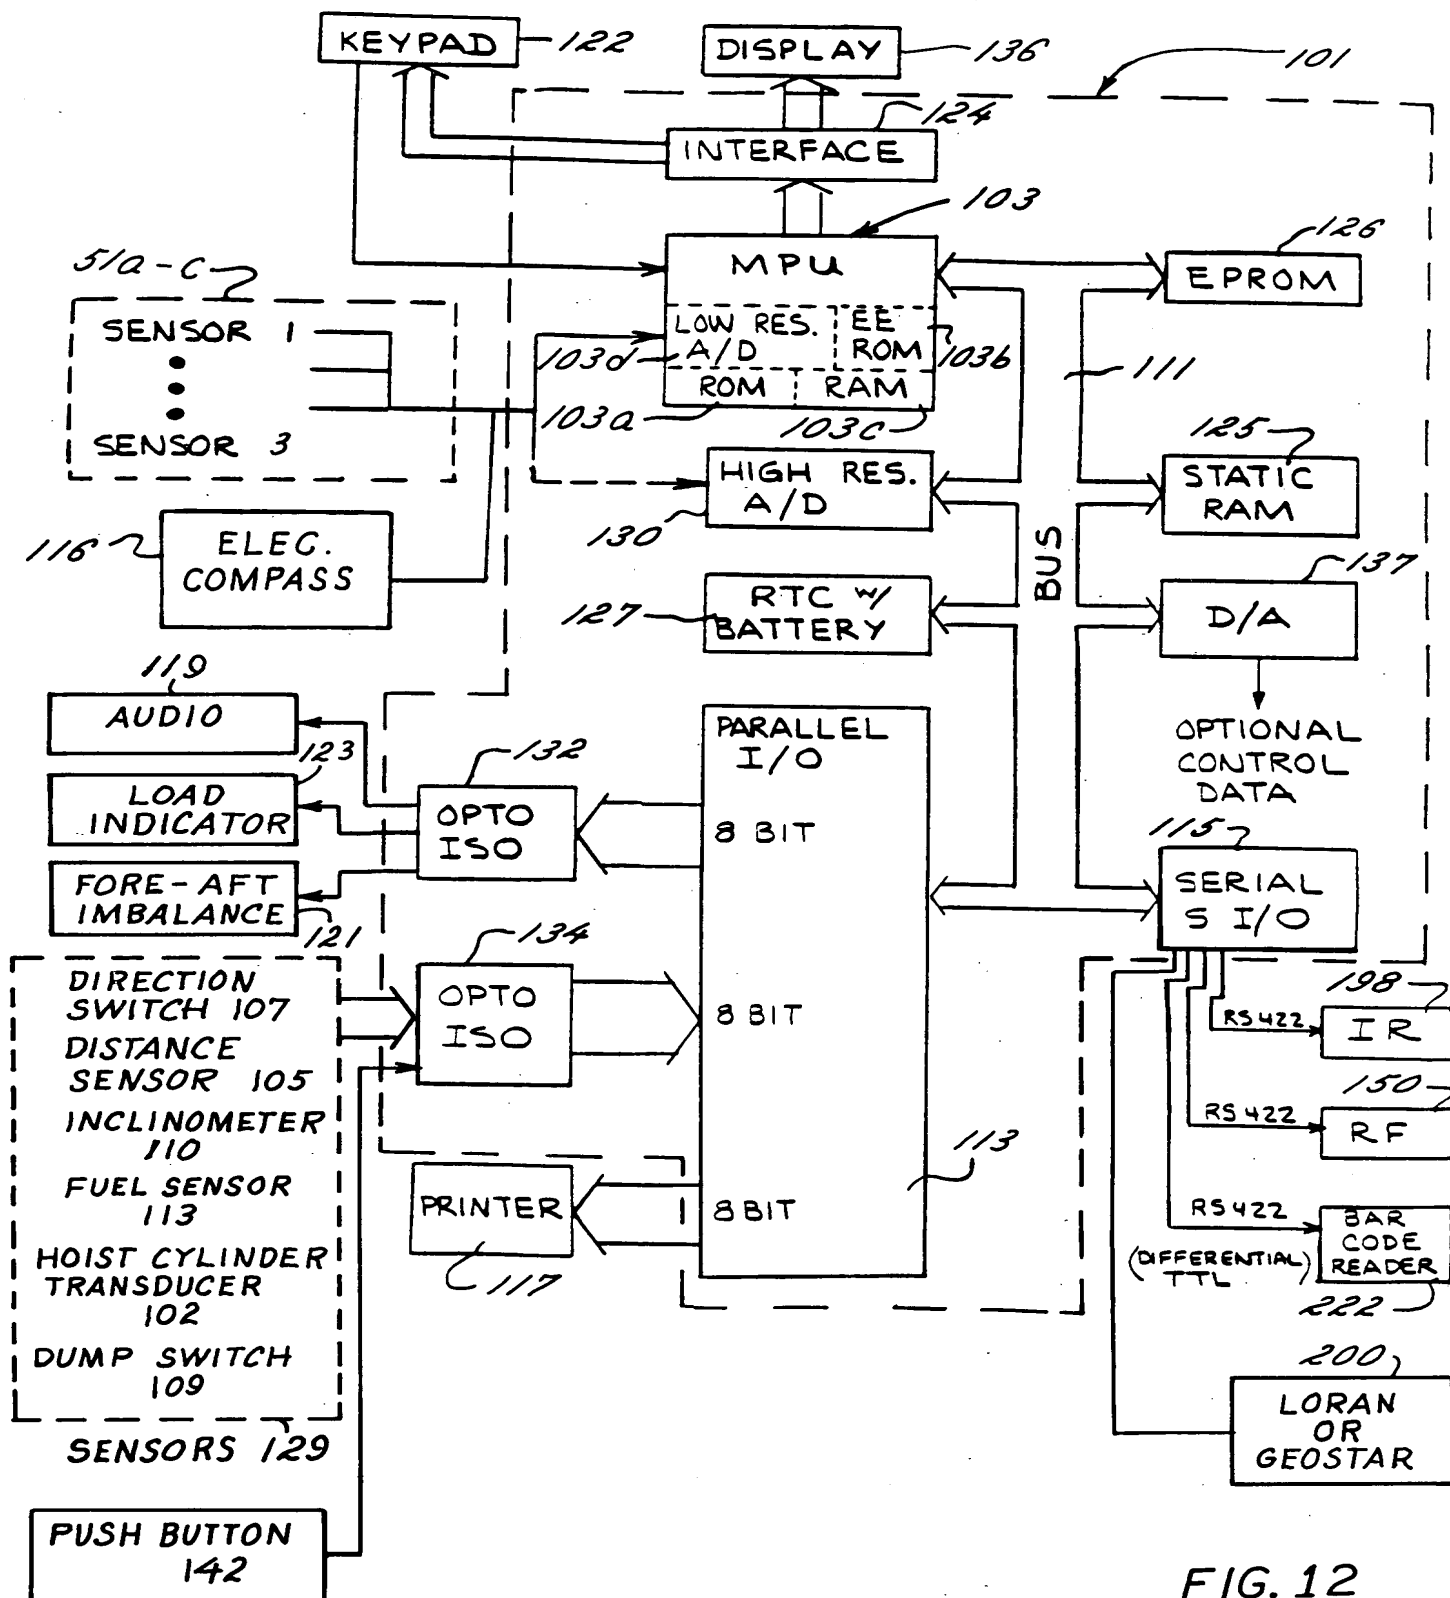 KEYPAD
122
DISPLAY
136
101
124
INTERFACE
103
51a-c
MPU
126
EPROM
SENSOR 1
SENSOR 3
LOW RES.
A/D
EE
ROM
103d
103b
ROM
RAM
103a
103c
111
BUS
116
ELEC.
COMPASS
HIGH RES.
A/D
130
125
STATIC
RAM
127
RTC W/
BATTERY
137
D/A
OPTIONAL
CONTROL
DATA
119
AUDIO
123
LOAD
INDICATOR
FORE-AFT
IMBALANCE
121
132
OPTO
ISO
134
OPTO
ISO
PARALLEL
I/O
8 BIT
8 BIT
8 BIT
113
115
SERIAL
S I/O
DIRECTION
SWITCH 107
DISTANCE
SENSOR 105
INCLINOMETER
110
FUEL SENSOR
113
HOIST CYLINDER
TRANSDUCER
102
DUMP SWITCH
109
SENSORS 129
PRINTER
117
RS422
198
IR
RS422
150
RF
RS422
(DIFFERENTIAL)
TTL
BAR
CODE
READER
222
200
LORAN
OR
GEOSTAR
PUSH BUTTON
142
FIG. 12